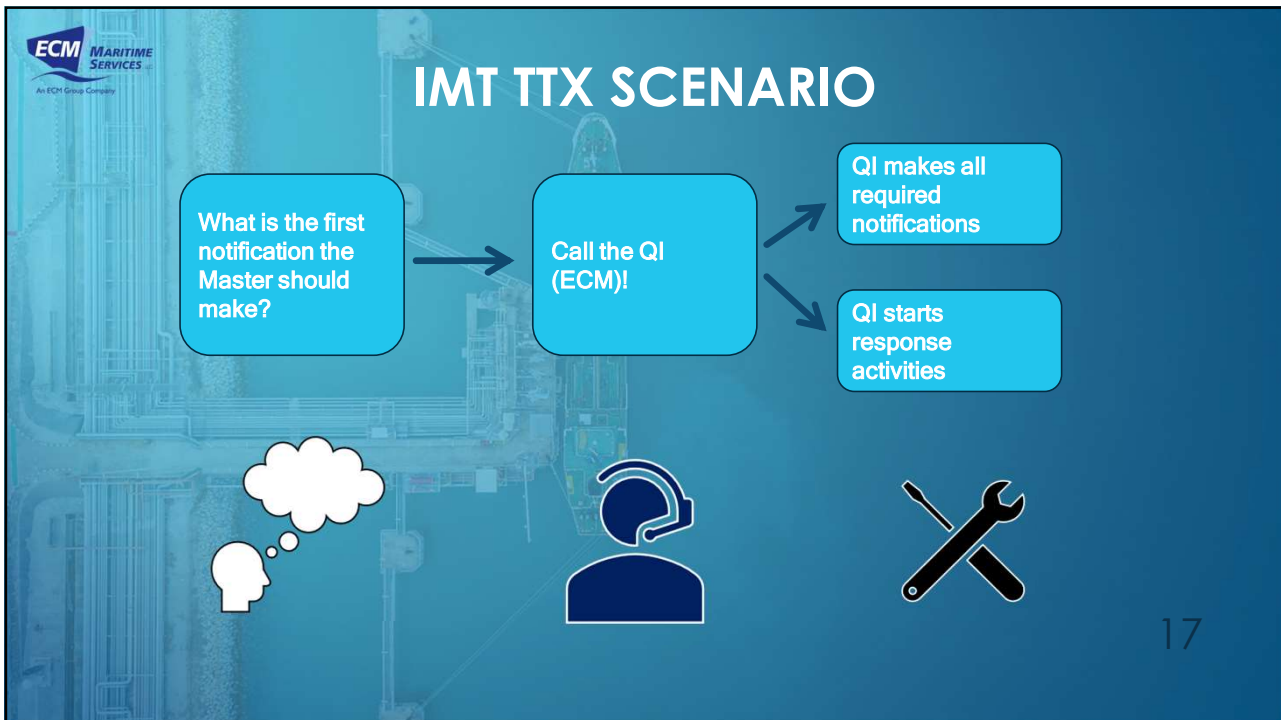 ECM MARITIME
SERVICES LLC
An ECM Group Company
IMT TTX SCENARIO
What is the first
notification the
Master should
make?
Call the QI
(ECM)!
QI makes all
required
notifications
QI starts
response
activities
17